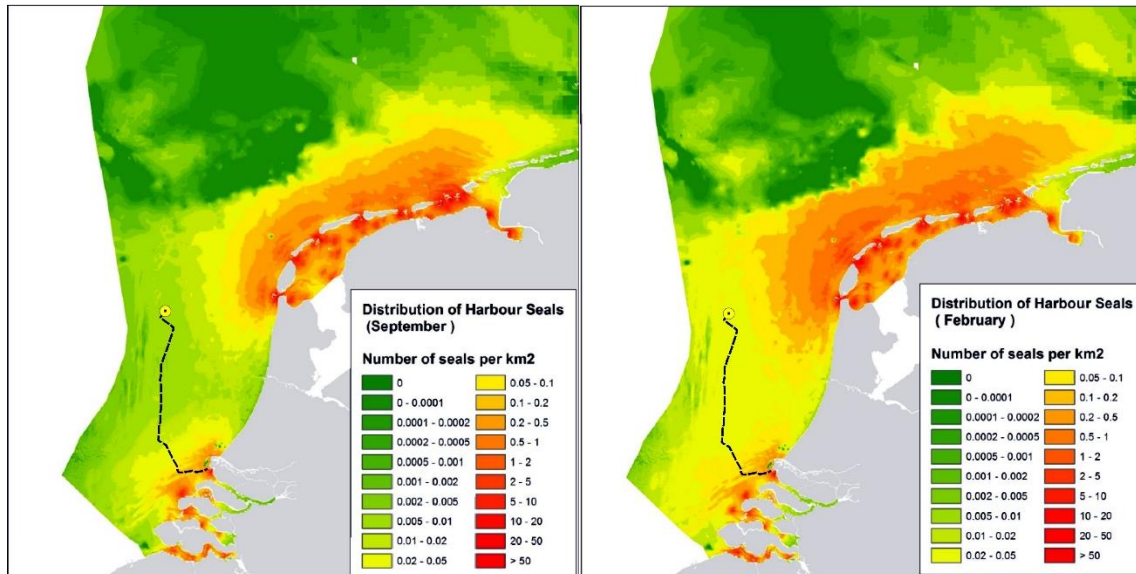 Distribution of Harbour Seals
(September )
Number of seals per km2
0
0 - 0.0001
0.0001 - 0.0002
0.0002 - 0.0005
0.0005 - 0.001
0.001 - 0.002
0.002 - 0.005
0.005 - 0.01
0.01 - 0.02
0.02 - 0.05
0.05 - 0.1
0.1 - 0.2
0.2 - 0.5
0.5 - 1
1 - 2
2 - 5
5 - 10
10 - 20
20 - 50
> 50
Distribution of Harbour Seals
( February )
Number of seals per km2
0
0 - 0.0001
0.0001 - 0.0002
0.0002 - 0.0005
0.0005 - 0.001
0.001 - 0.002
0.002 - 0.005
0.005 - 0.01
0.01 - 0.02
0.02 - 0.05
0.05 - 0.1
0.1 - 0.2
0.2 - 0.5
0.5 - 1
1 - 2
2 - 5
5 - 10
10 - 20
20 - 50
> 50